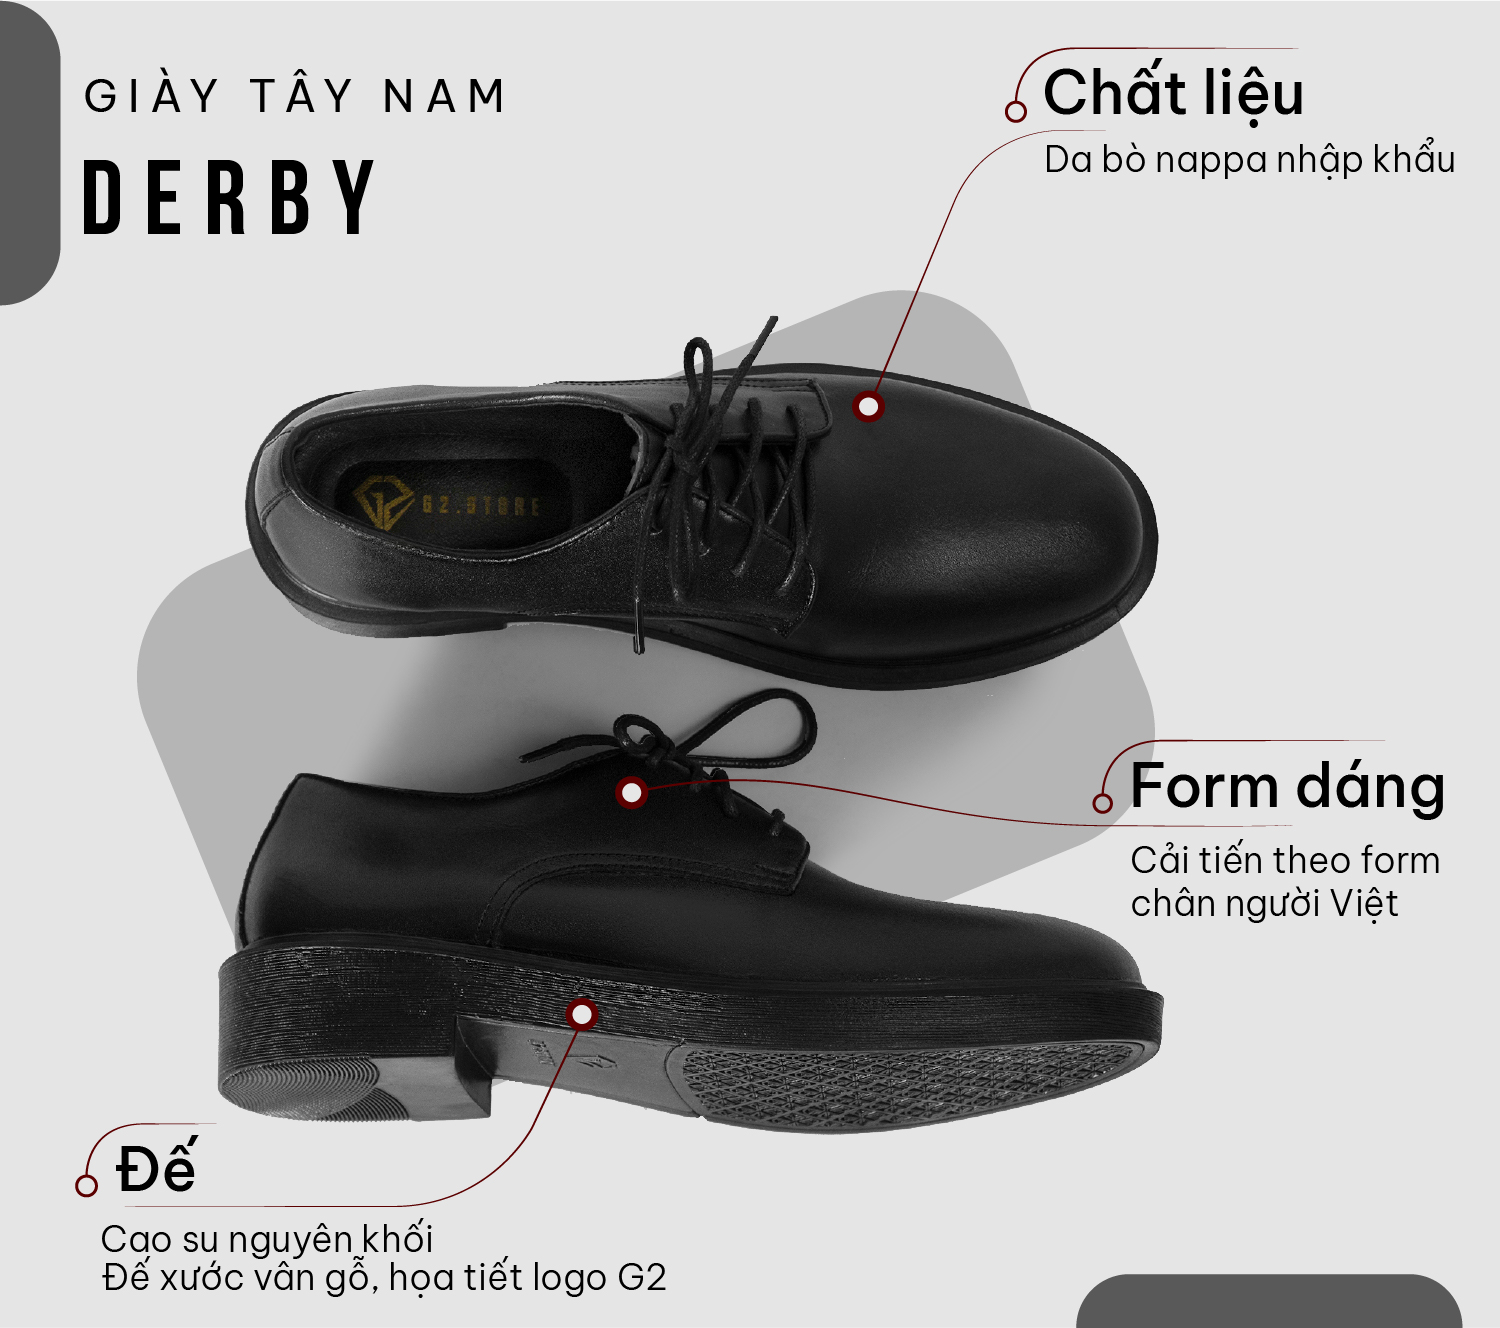 GIÀY TÂY NAM
DERBY
Chất liệu
Da bò nappa nhập khẩu
G2.STORE
Form dáng
Cải tiến theo form
chân người Việt
Đế
Cao su nguyên khối
Đế xước vân gỗ, họa tiết logo G2